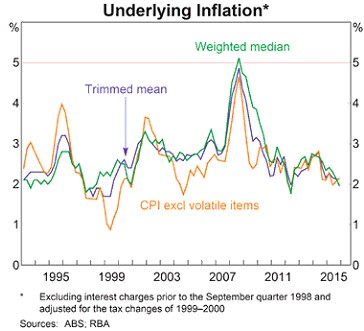 Underlying Inflation*
% %
Weighted median
5 5
Trimmed mean
4 4
3 3
2 2
CPI excl volatile items
1 1
0 0
1995 1999 2003 2007 2011 2015
* Excluding interest charges prior to the September quarter 1998 and
adjusted for the tax changes of 1999–2000
Sources: ABS; RBA